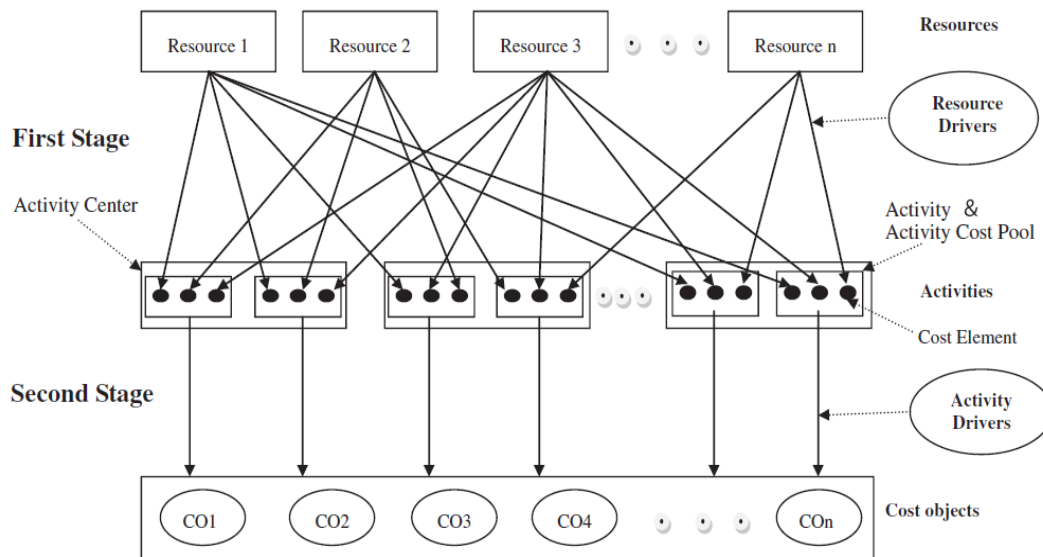 Resources
Resource 1
Resource 2
Resource 3
Resource n
Resource
Drivers
First Stage
Activity Center
Activity &
Activity Cost Pool
Activities
Cost Element
Second Stage
Activity
Drivers
CO1
CO2
CO3
CO4
COn
Cost objects